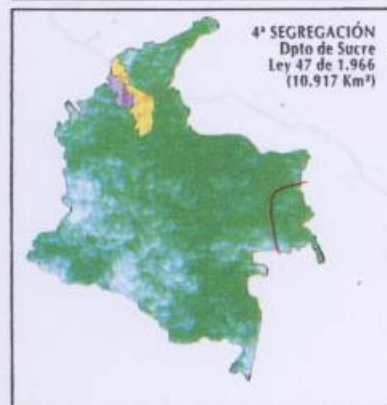 4ª SEGREGACIÓN
Dpto de Sucre
Ley 47 de 1.966
(10.917 Km²)